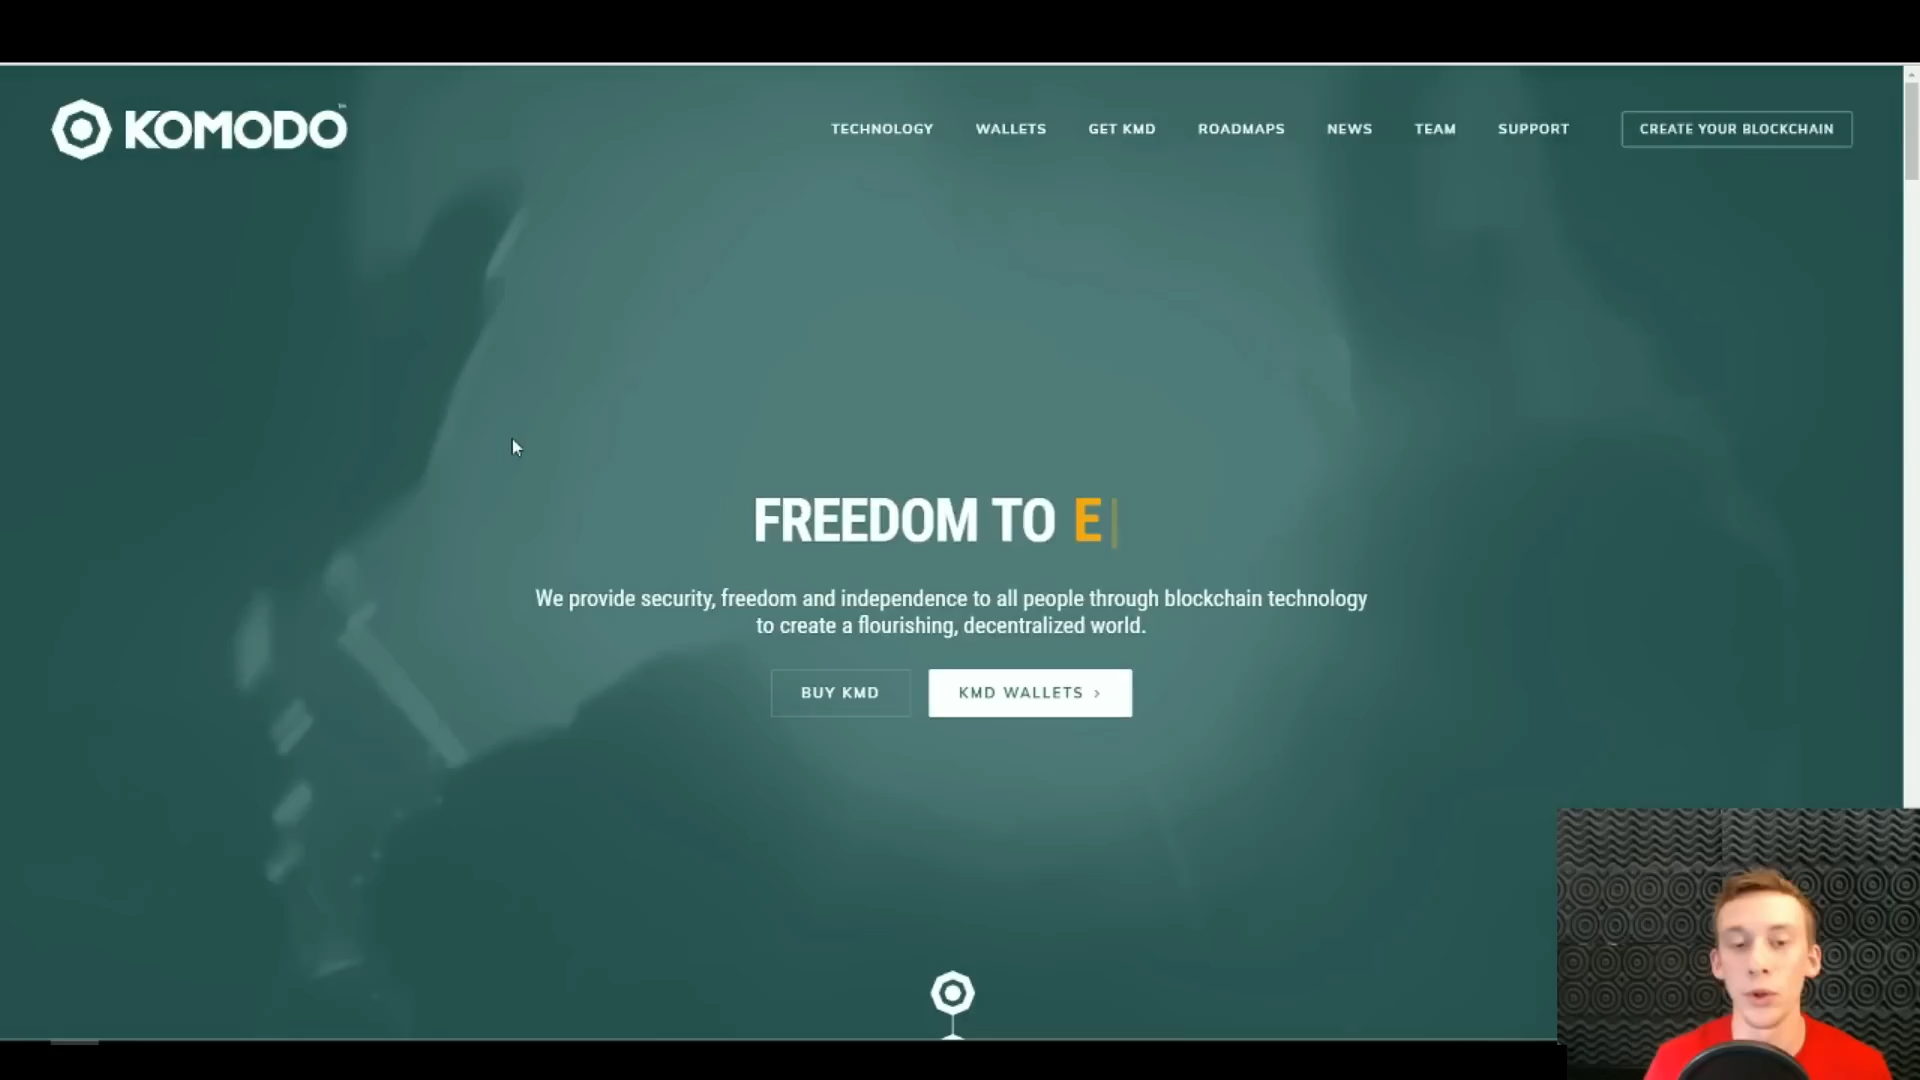 KOMODO™
TECHNOLOGY
WALLETS
GET KMD
ROADMAPS
NEWS
TEAM
SUPPORT
CREATE YOUR BLOCKCHAIN
FREEDOM TO E
We provide security, freedom and independence to all people through blockchain technology
to create a flourishing, decentralized world.
BUY KMD
KMD WALLETS ›